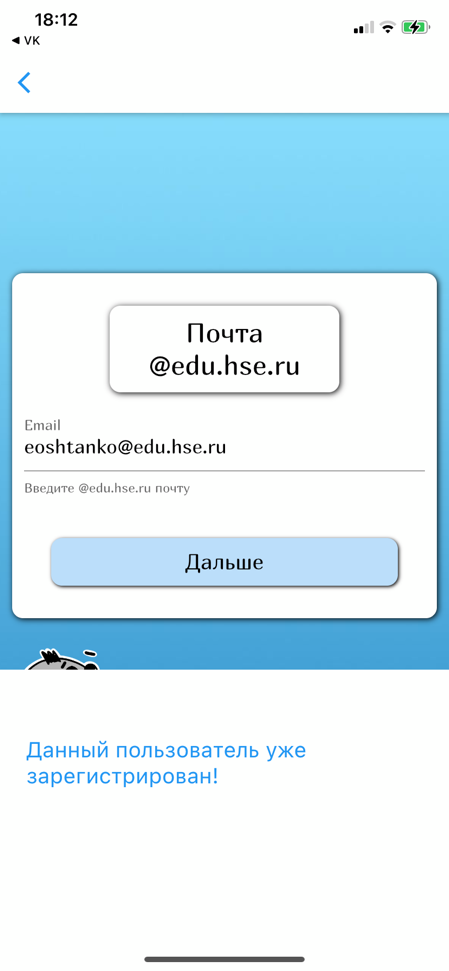 18:12
◀ VK
Почта
@edu.hse.ru
Email
eoshtanko@edu.hse.ru
Введите @edu.hse.ru почту
Дальше
Данный пользователь уже
зарегистрирован!